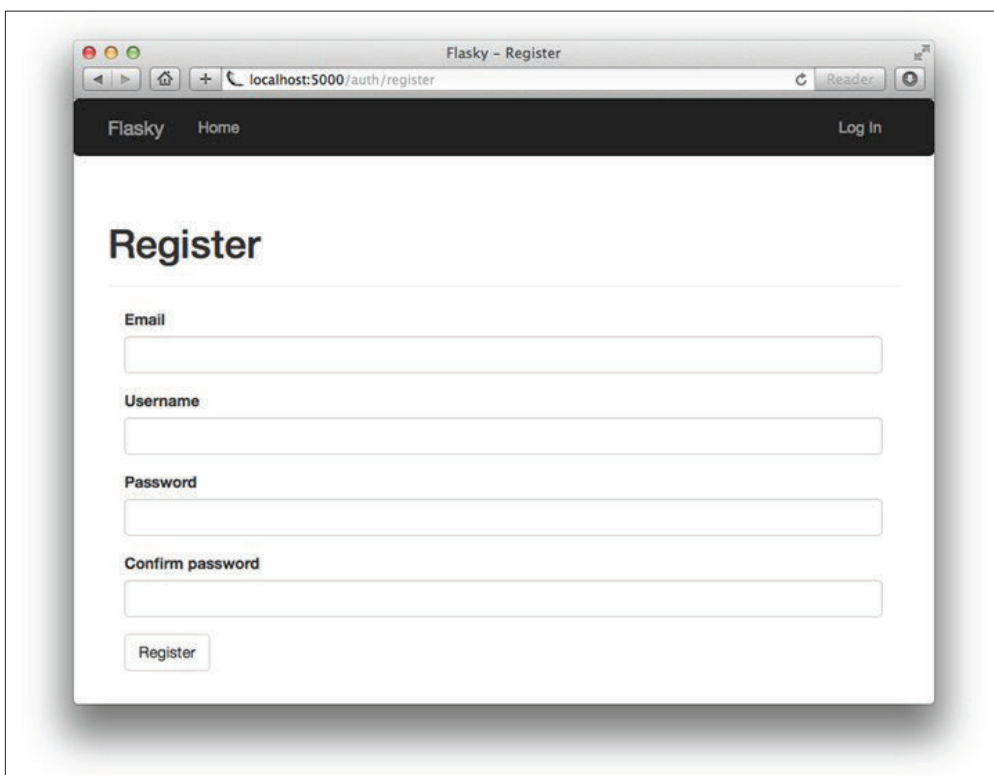 Flasky – Register
localhost:5000/auth/register
Reader
Flasky Home Log In
Register
Email
Username
Password
Confirm password
Register